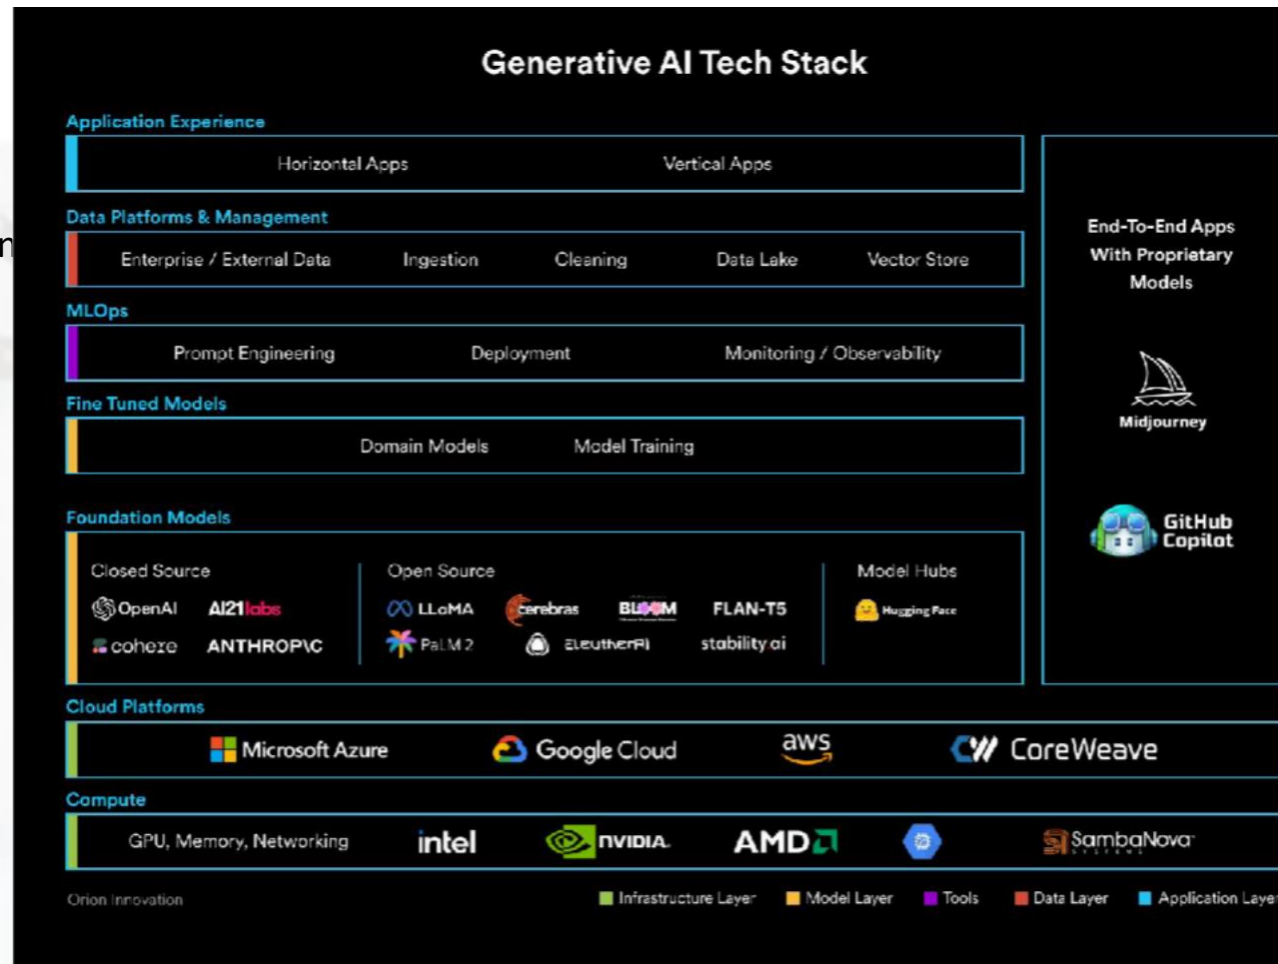 Generative AI Tech Stack
Application Experience
Horizontal Apps Vertical Apps
Data Platforms & Management
Enterprise / External Data Ingestion Cleaning Data Lake Vector Store
MLOps
Prompt Engineering Deployment Monitoring / Observability
Fine Tuned Models
Domain Models Model Training
Foundation Models
Closed Source Open Source Model Hubs
OpenAI AI21labs LLaMA cerebras BLOOM FLAN-T5 Hugging Face
cohere ANTHROP\C PaLM 2 ELeutherAI stability.ai
End-To-End Apps
With Proprietary
Models
Midjourney
GitHub
Copilot
Cloud Platforms
Microsoft Azure Google Cloud aws CoreWeave
Compute
GPU, Memory, Networking intel NVIDIA. AMD SambaNova
SYSTEMS
Orion Innovation Infrastructure Layer Model Layer Tools Data Layer Application Layer